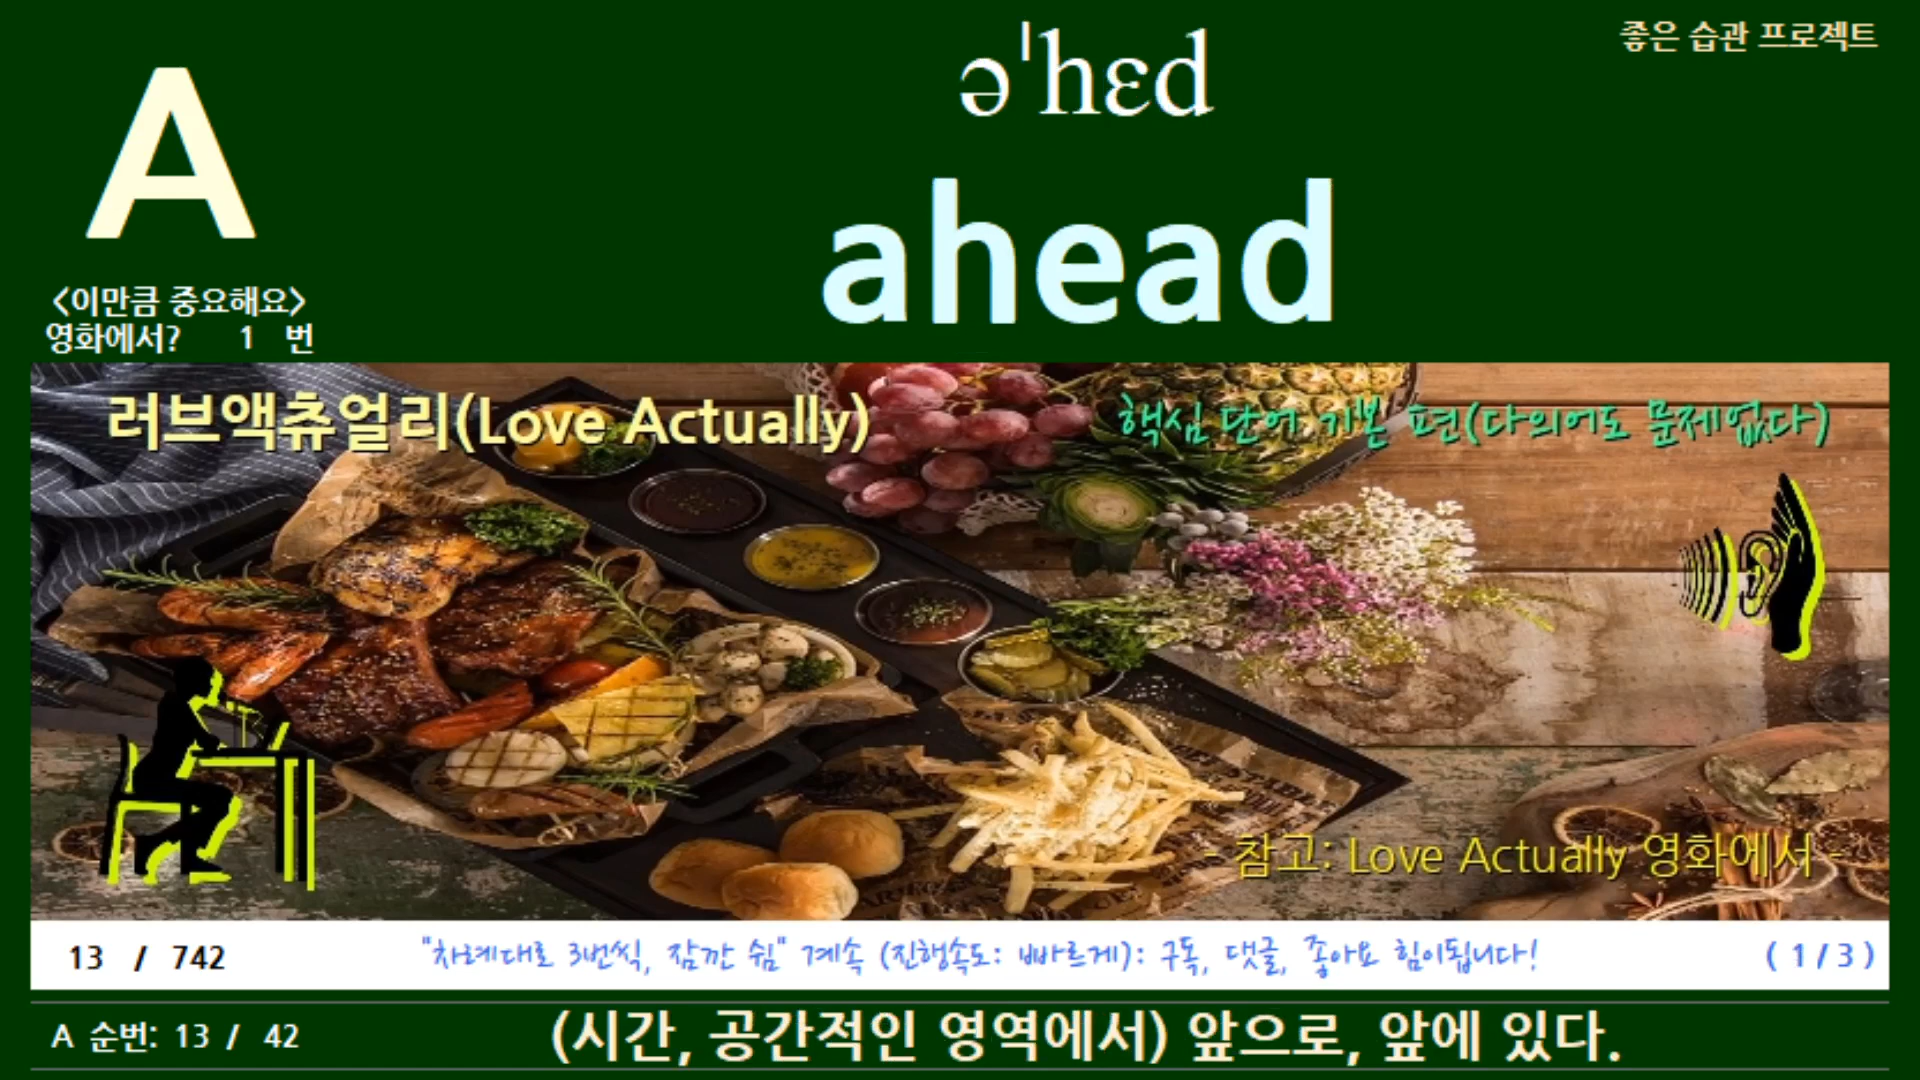 좋은 습관 프로젝트
A
əˈhɛd
ahead
<이만큼 중요해요>
영화에서? 1 번
러브액츄얼리(Love Actually)
핵심 단어 기본 편(다의어도 문제없다)
- 참고: Love Actually 영화에서 -
13 / 742
"차례대로 3번씩, 잠깐 쉼" 계속 (진행속도: 빠르게): 구독, 댓글, 좋아요 힘이됩니다!
( 1 / 3 )
A 순번: 13 / 42
(시간, 공간적인 영역에서) 앞으로, 앞에 있다.